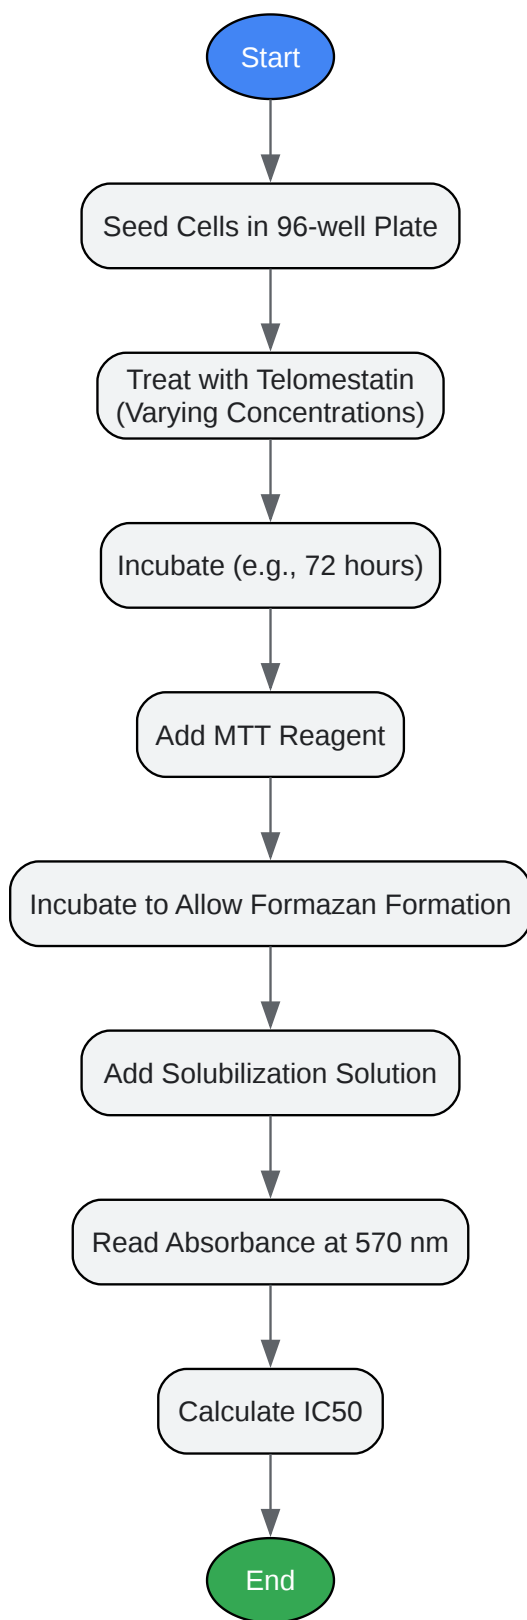 Start
Seed Cells in 96-well Plate
Treat with Telomestatin
(Varying Concentrations)
Incubate (e.g., 72 hours)
Add MTT Reagent
Incubate to Allow Formazan Formation
Add Solubilization Solution
Read Absorbance at 570 nm
Calculate IC50
End